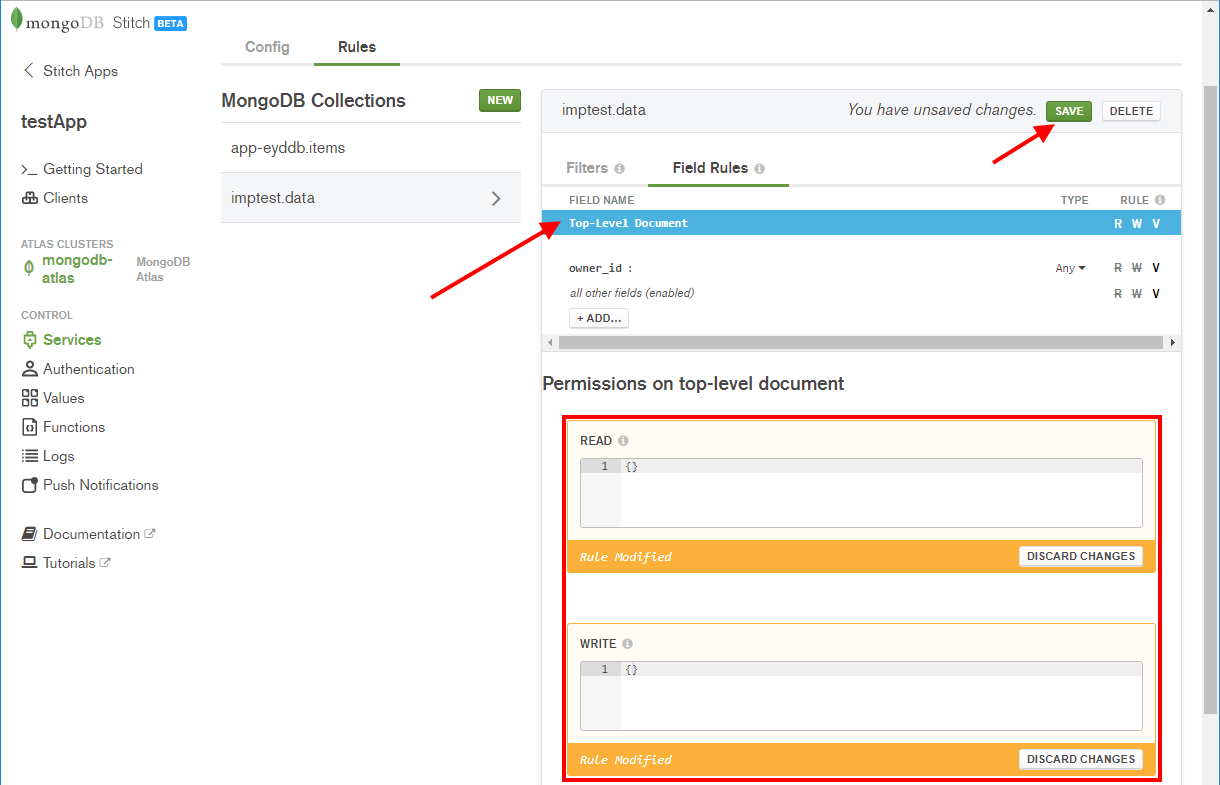 mongoDB Stitch BETA
Stitch Apps
testApp
Getting Started
Clients
ATLAS CLUSTERS
mongodb-
atlas
MongoDB
Atlas
CONTROL
Services
Authentication
Values
Functions
Logs
Push Notifications
Documentation
Tutorials
Config Rules
MongoDB Collections NEW
app-eyddb.items
imptest.data
imptest.data You have unsaved changes. SAVE DELETE
Filters Field Rules
FIELD NAME TYPE RULE
Top-Level Document R W V
owner_id : Any R W V
all other fields (enabled) R W V
+ ADD...
Permissions on top-level document
READ
1 {}
Rule Modified DISCARD CHANGES
WRITE
1 {}
Rule Modified DISCARD CHANGES